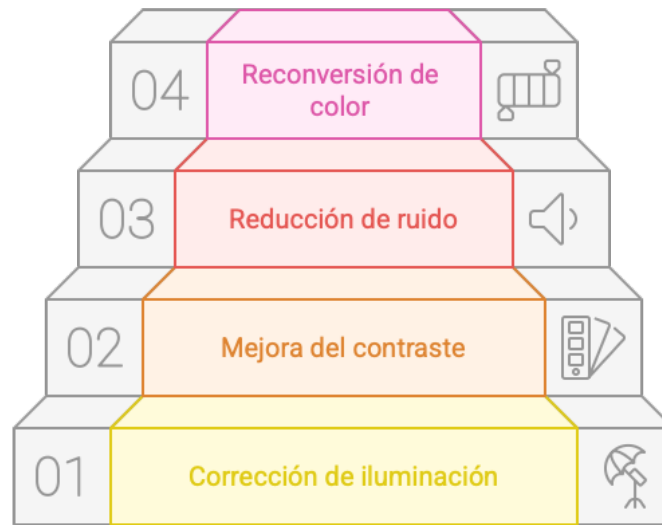 04
Reconversión de
color
03
Reducción de ruido
02
Mejora del contraste
01
Corrección de iluminación